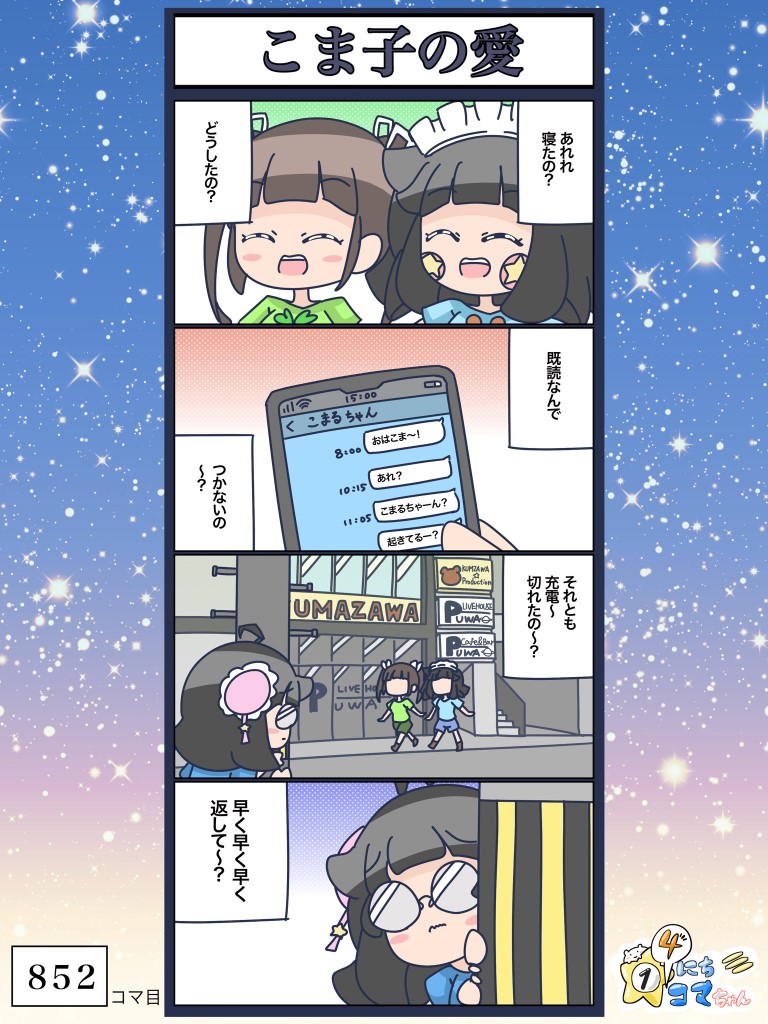 こま子の愛
あれれ
寝たの?
どうしたの?
既読なんで
つかないの
〜?
15:00
< こまるちゃん
おはこま〜!
8:00
あれ?
10:15
こまるちゃーん?
11:05
起きてるー?
それとも
充電〜
切れたの〜?
KUMAZAWA
Production
UMAZAWA
LIVEHOUSE
PUWA
Cafe&Bar
PUWA
P LIVE HO
UWA
早く早く早く
返して〜?
852
コマ目
1
4
にち
コマちゃん